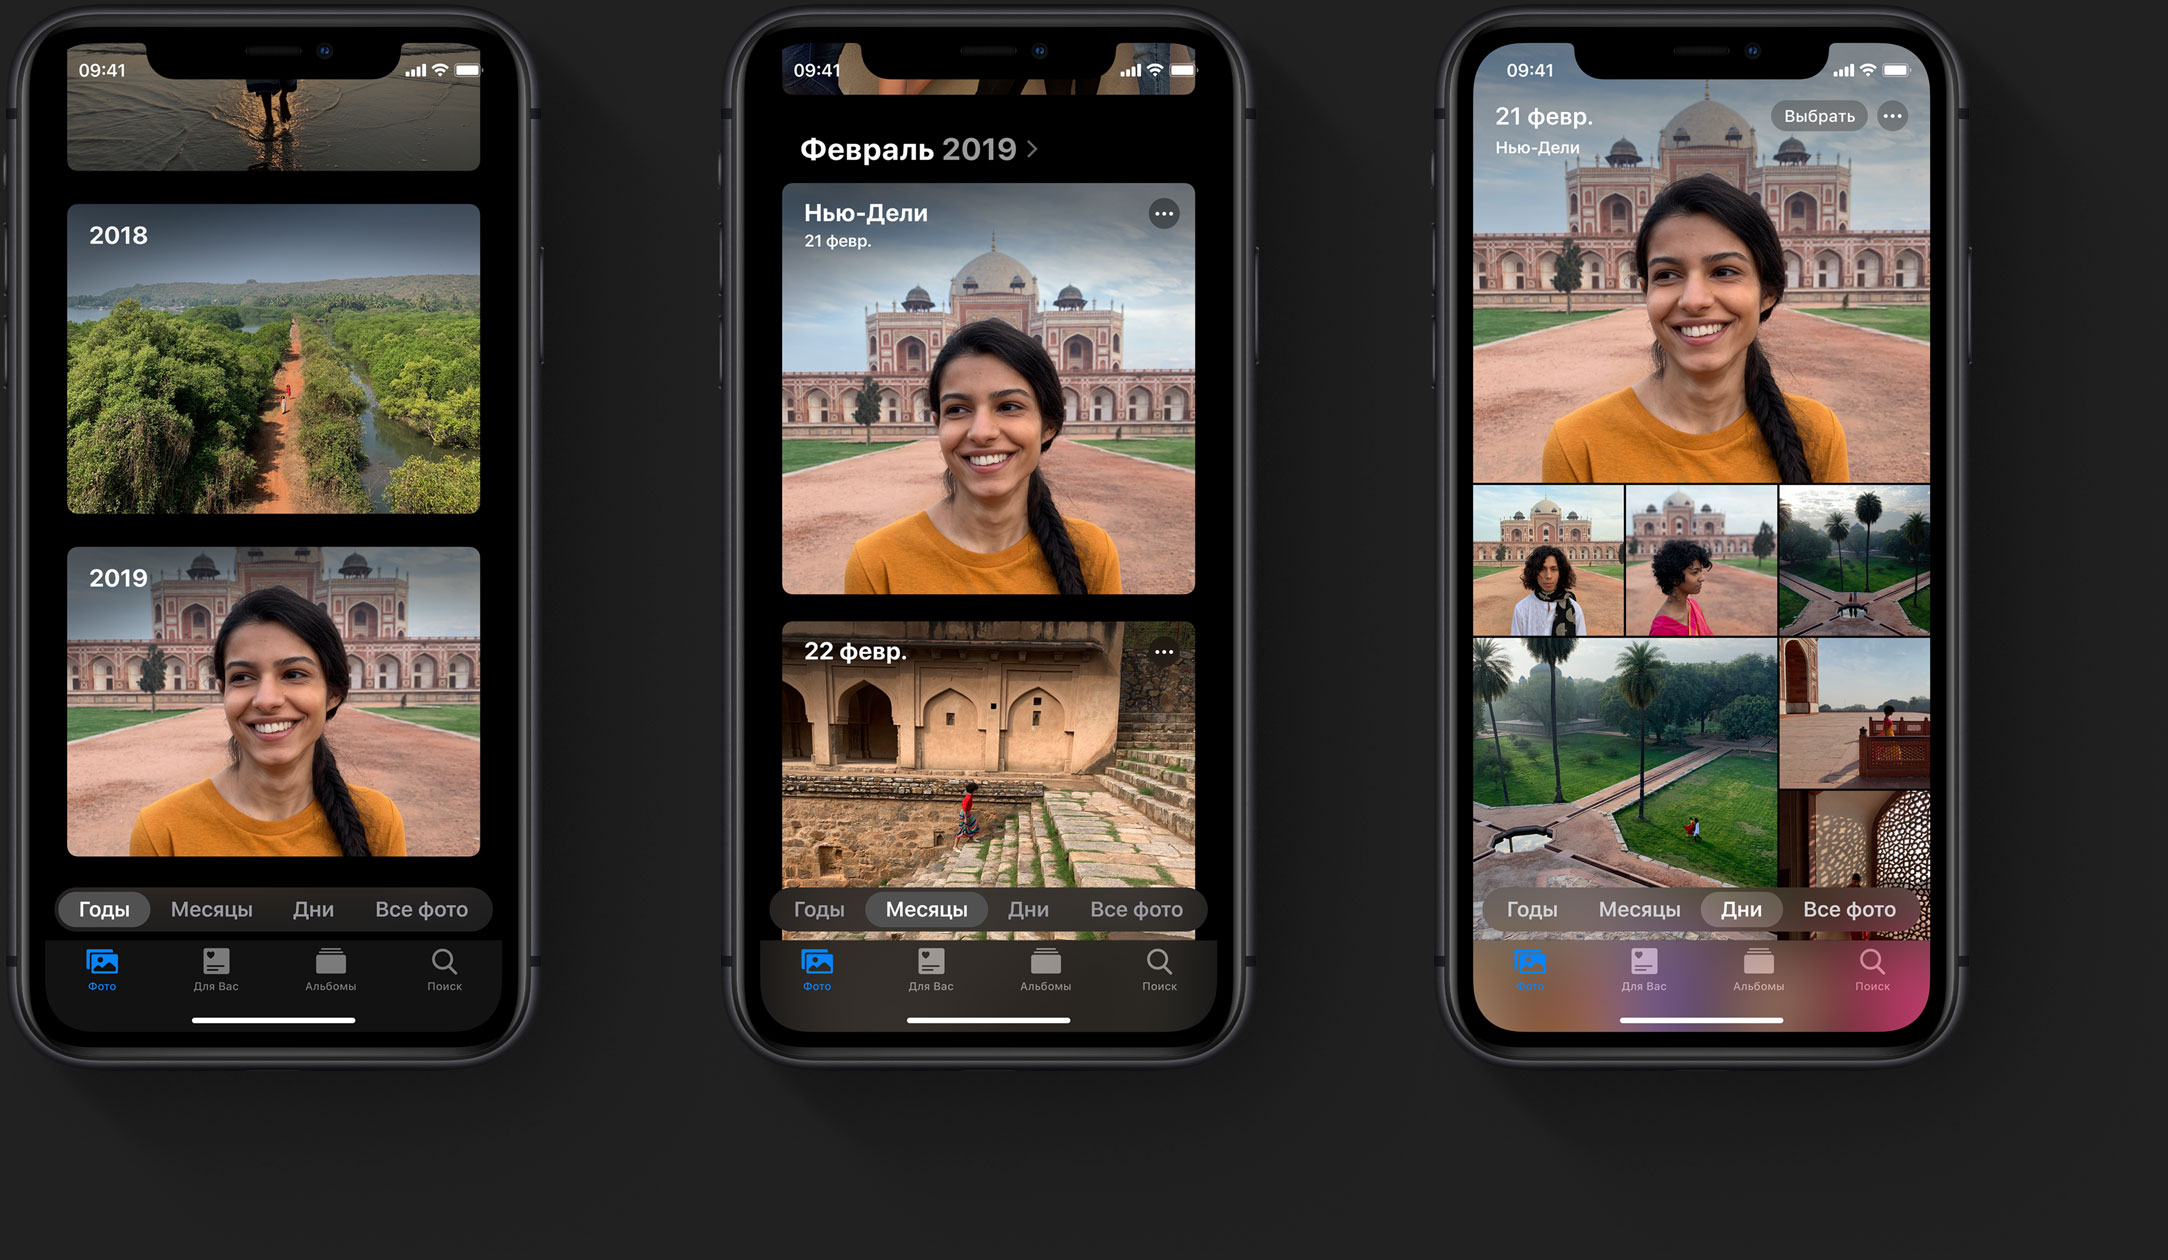 09:41
2018
2019
Годы Месяцы Дни Все фото
Фото Для Вас Альбомы Поиск
09:41
Февраль 2019
Нью-Дели
21 февр.
22 февр.
Годы Месяцы Дни Все фото
Фото Для Вас Альбомы Поиск
09:41
21 февр. Выбрать
Нью-Дели
Годы Месяцы Дни Все фото
Фото Для Вас Альбомы Поиск